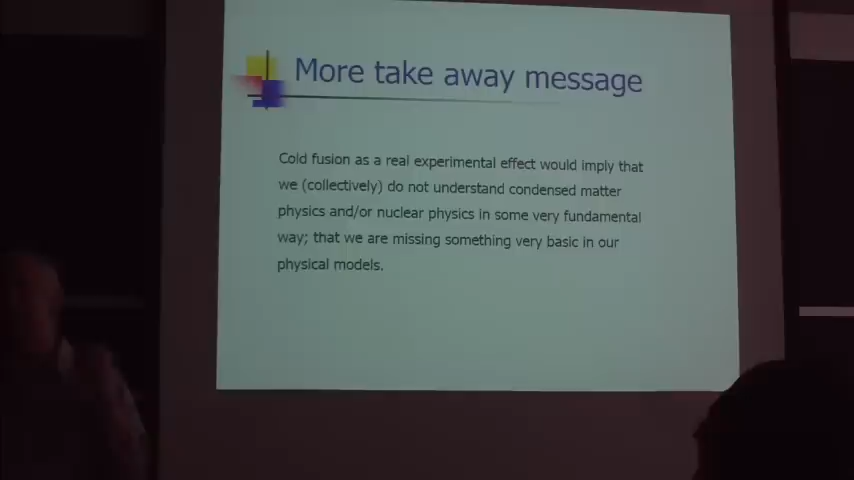 More take away message
Cold fusion as a real experimental effect would imply that
we (collectively) do not understand condensed matter
physics and/or nuclear physics in some very fundamental
way; that we are missing something very basic in our
physical models.